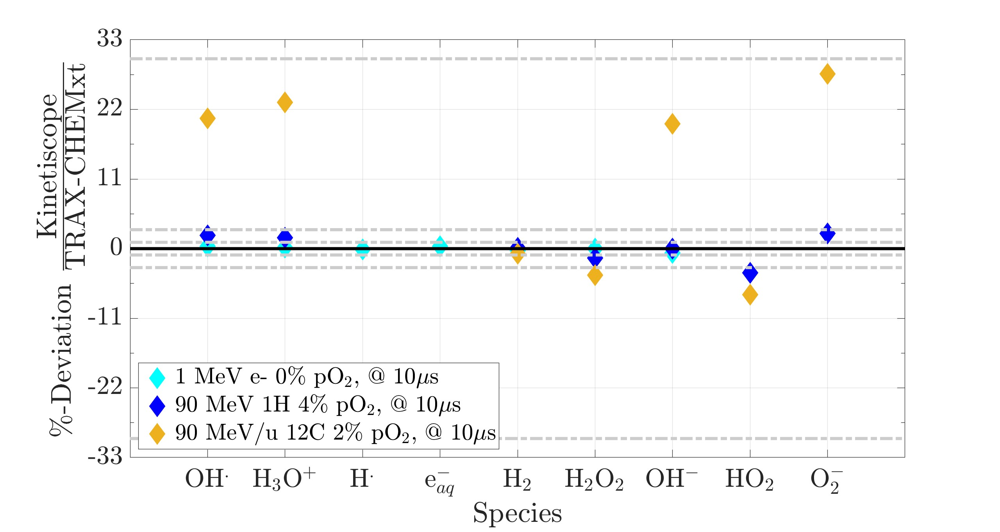 %-Deviation Kinetiscope
TRAX-CHEMxt
33
22
11
0
-11
-22
-33
1 MeV e- 0% pO₂, @ 10μs
90 MeV 1H 4% pO₂, @ 10μs
90 MeV/u 12C 2% pO₂, @ 10μs
OH· H₃O⁺ H· e⁻aq H₂ H₂O₂ OH⁻ HO₂ O₂⁻
Species